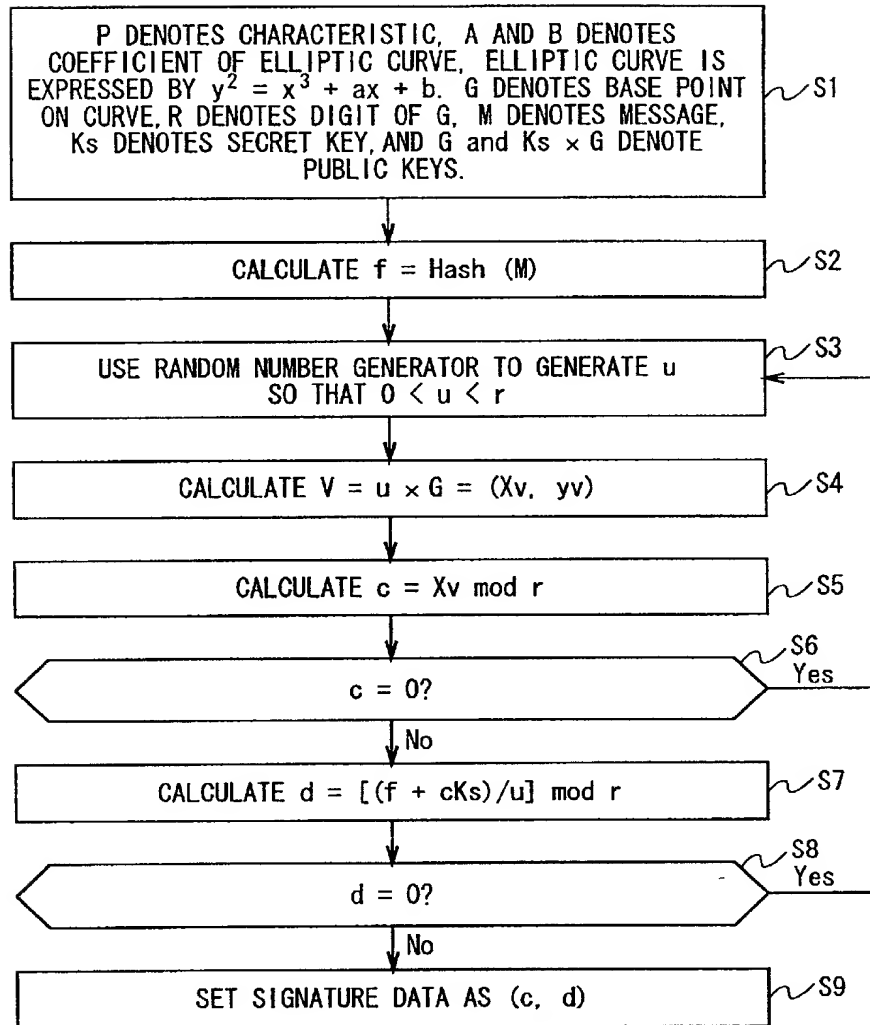 P DENOTES CHARACTERISTIC, A AND B DENOTES
COEFFICIENT OF ELLIPTIC CURVE, ELLIPTIC CURVE IS
EXPRESSED BY y² = x³ + ax + b. G DENOTES BASE POINT
ON CURVE, R DENOTES DIGIT OF G, M DENOTES MESSAGE,
Ks DENOTES SECRET KEY, AND G and Ks × G DENOTE
PUBLIC KEYS.
S1
CALCULATE f = Hash (M)
S2
USE RANDOM NUMBER GENERATOR TO GENERATE u
SO THAT 0 < u < r
S3
CALCULATE V = u × G = (Xv, yv)
S4
CALCULATE c = Xv mod r
S5
c = 0?
S6
Yes
No
CALCULATE d = [(f + cKs)/u] mod r
S7
d = 0?
S8
Yes
No
SET SIGNATURE DATA AS (c, d)
S9